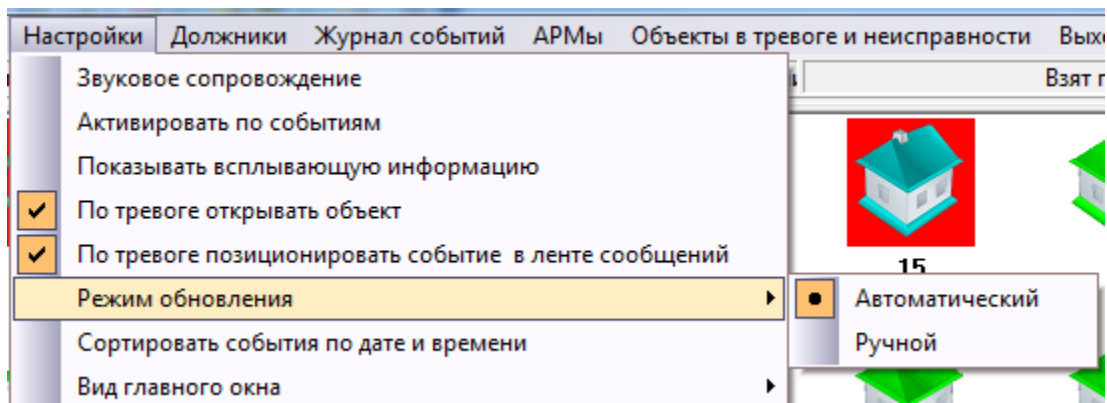 Настройки Должники Журнал событий АРМы Объекты в тревоге и неисправности
Звуковое сопровождение
Взят
Активировать по событиям
Показывать всплывающую информацию
По тревоге открывать объект
По тревоге позиционировать событие в ленте сообщений
15
Режим обновления
Автоматический
Сортировать события по дате и времени
Ручной
Вид главного окна